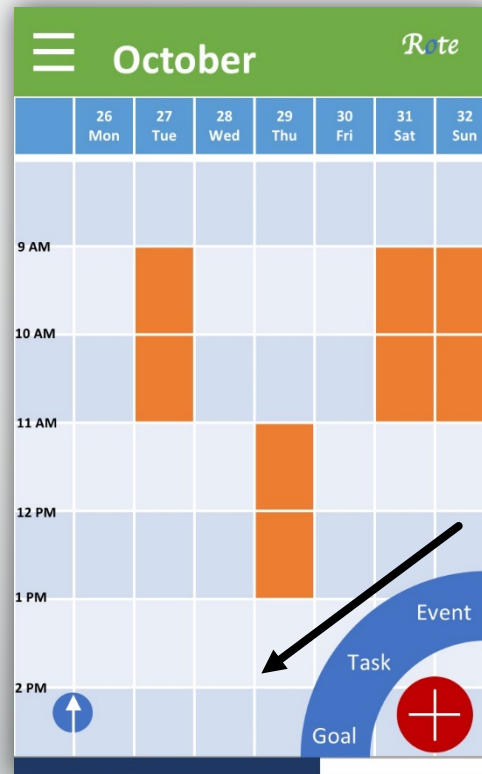 October
Rote
26 27 28 29 30 31 32
Mon Tue Wed Thu Fri Sat Sun
9 AM
10 AM
11 AM
12 PM
1 PM
Event
Task
2 PM
Goal